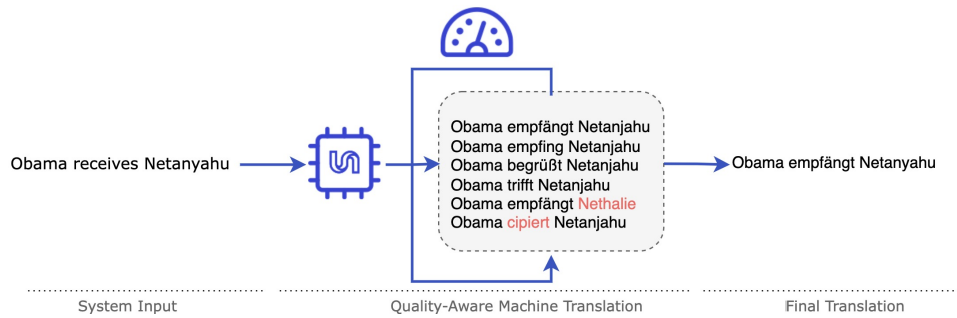 Obama receives Netanyahu
Obama empfängt Netanjahu
Obama empfing Netanjahu
Obama begrüßt Netanjahu
Obama trifft Netanjahu
Obama empfängt Nethalie
Obama cipiert Netanjahu
Obama empfängt Netanyahu
System Input
Quality-Aware Machine Translation
Final Translation